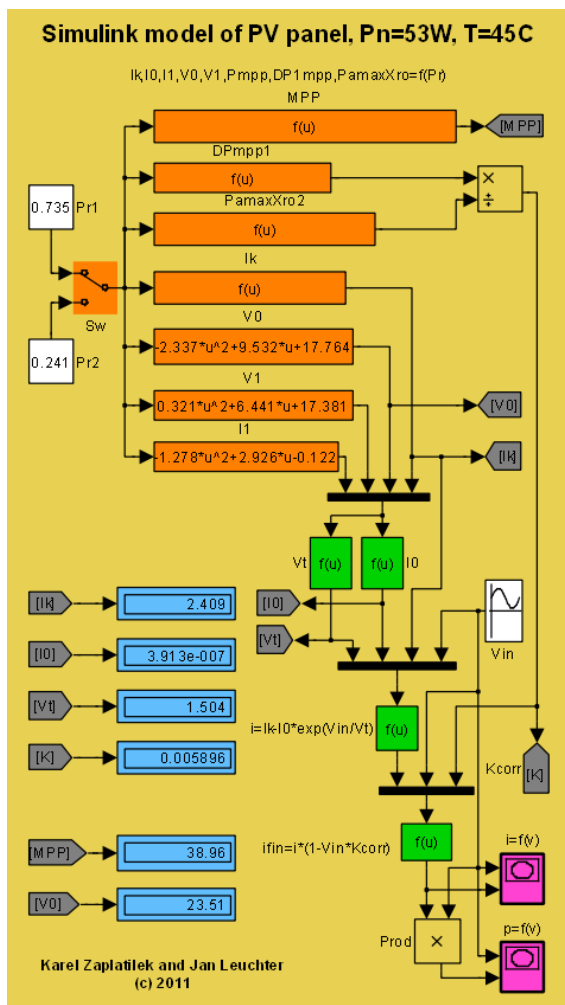 Simulink model of PV panel, Pn=53W, T=45C
Ik,I0,I1,V0,V1,Pmpp,DP1mpp,PamaxXro=f(Pr)
MPP
f(u)
[MPP]
DPmpp1
f(u)
×
÷
PamaxXro2
f(u)
0.735
Pr1
Ik
f(u)
Sw
0.241
Pr2
V0
-2.337*u^2+9.532*u+17.764
V1
0.321*u^2+6.441*u+17.381
[V0]
I1
-1.278*u^2+2.926*u-0.122
[Ik]
Vt
f(u)
f(u)
I0
[Ik]
2.409
[I0]
Vin
[I0]
3.913e-007
[Vt]
[Vt]
1.504
i=Ik-I0*exp(Vin/Vt)
f(u)
[K]
0.005896
Kcorr
[K]
ifin=i*(1-Vin*Kcorr)
f(u)
i=f(v)
[MPP]
38.96
[V0]
23.51
Prod
×
p=f(v)
Karel Zaplatilek and Jan Leuchter
(c) 2011